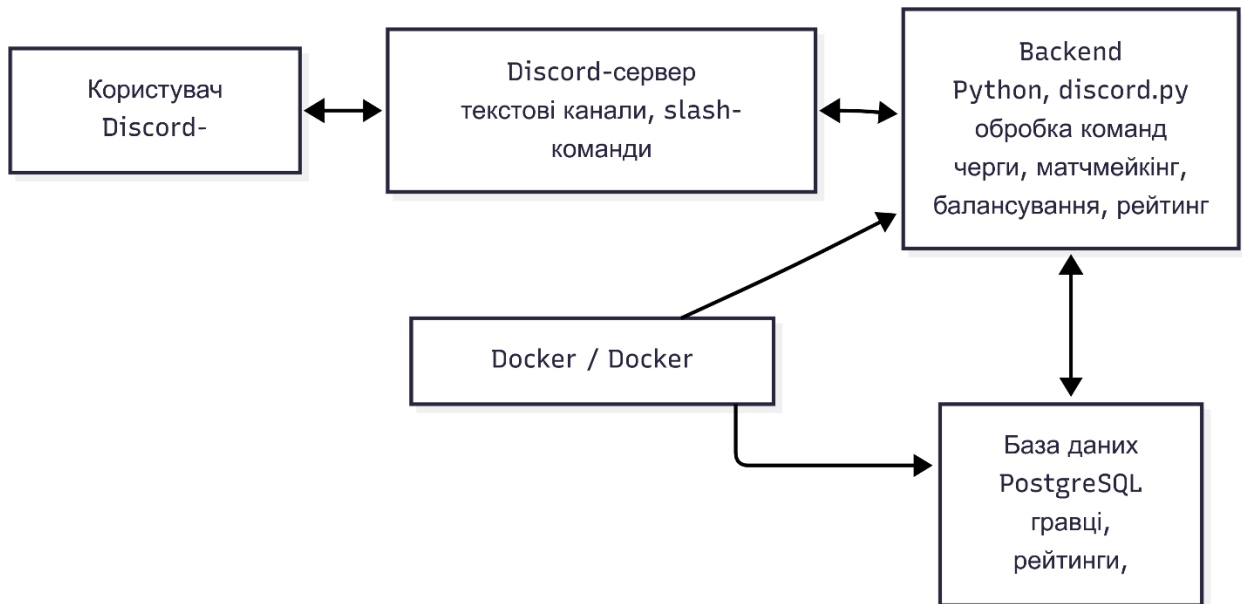 Користувач
Discord-
Discord-сервер
текстові канали, slash-
команди
Backend
Python, discord.py
обробка команд
черги, матчмейкінг,
балансування, рейтинг
Docker / Docker
База даних
PostgreSQL
гравці,
рейтинги,